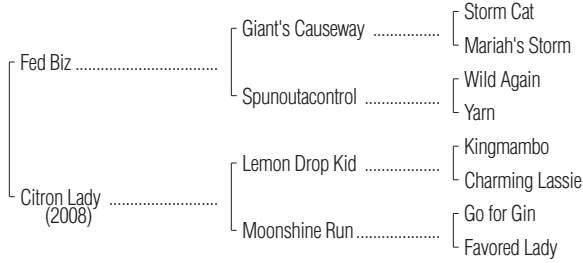 Storm Cat
Giant's Causeway ................
Mariah's Storm
Fed Biz .................................
Wild Again
Spunoutacontrol ................
Yarn
Kingmambo
Lemon Drop Kid ................
Charming Lassie
Citron Lady ........................
(2008)
Go for Gin
Moonshine Run ..................
Favored Lady